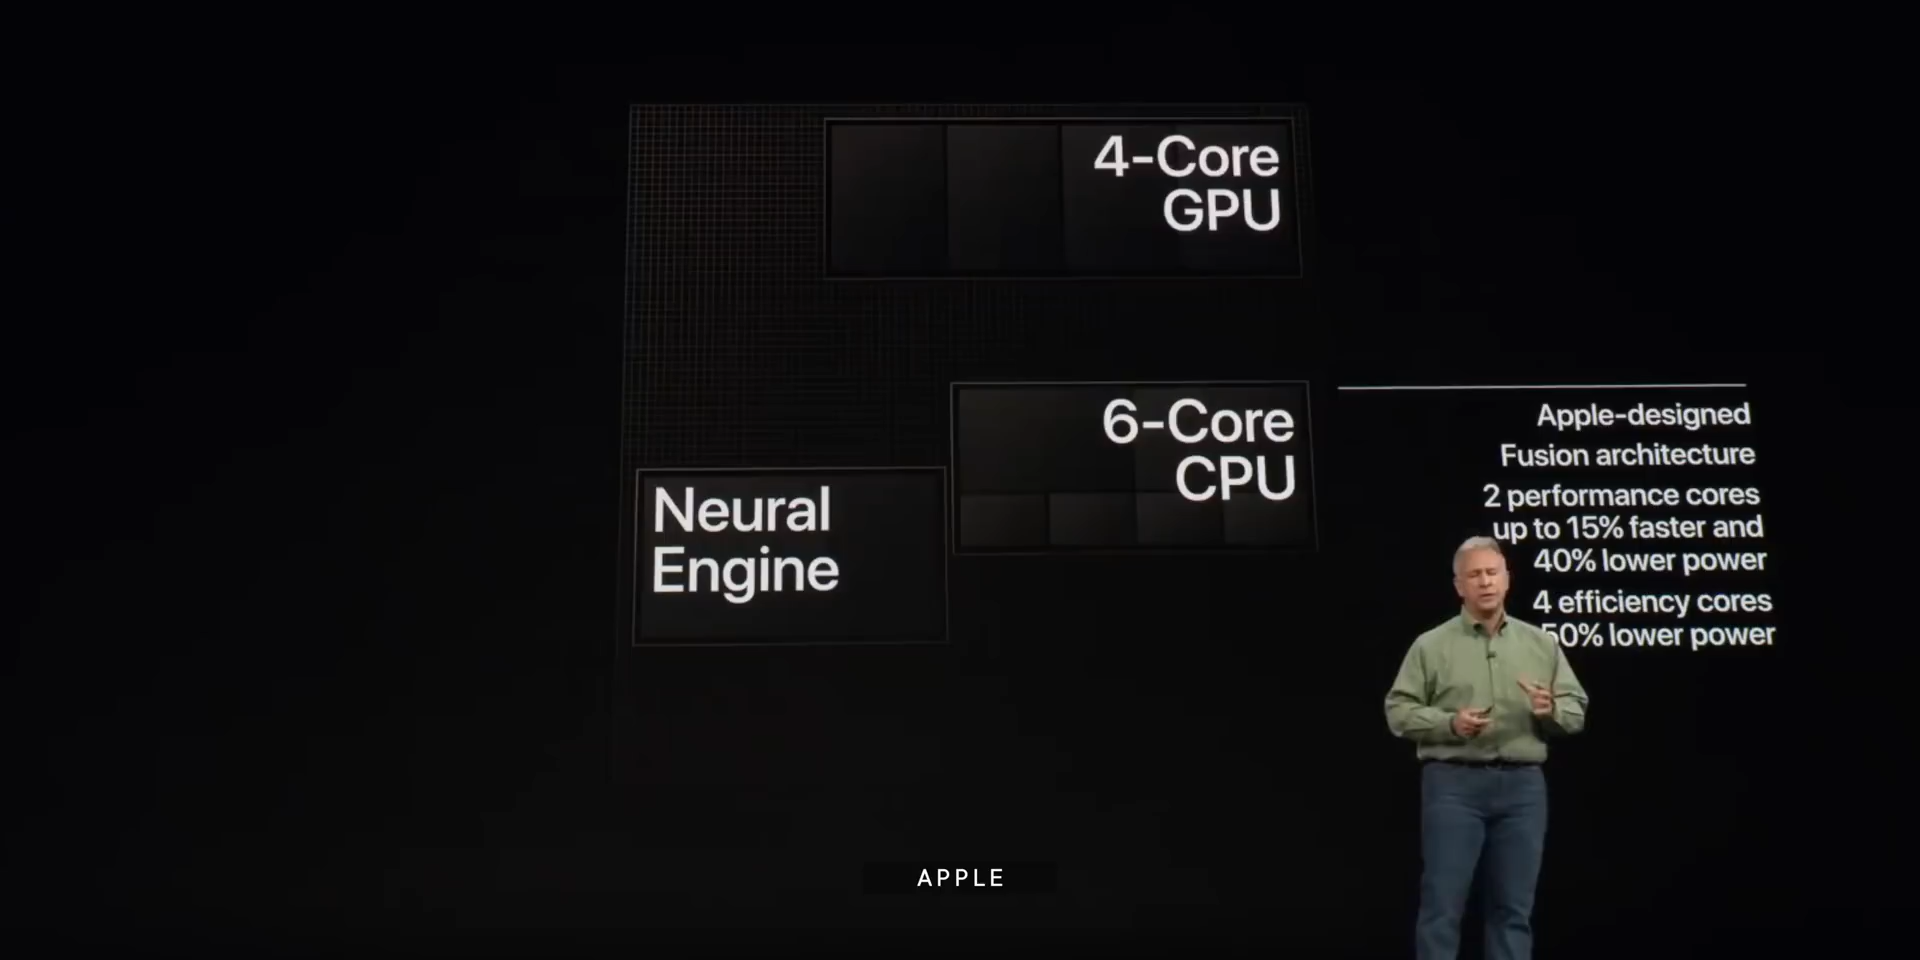 4-Core
GPU
6-Core
CPU
Neural
Engine
Apple-designed
Fusion architecture
2 performance cores
up to 15% faster and
40% lower power
4 efficiency cores
50% lower power
APPLE